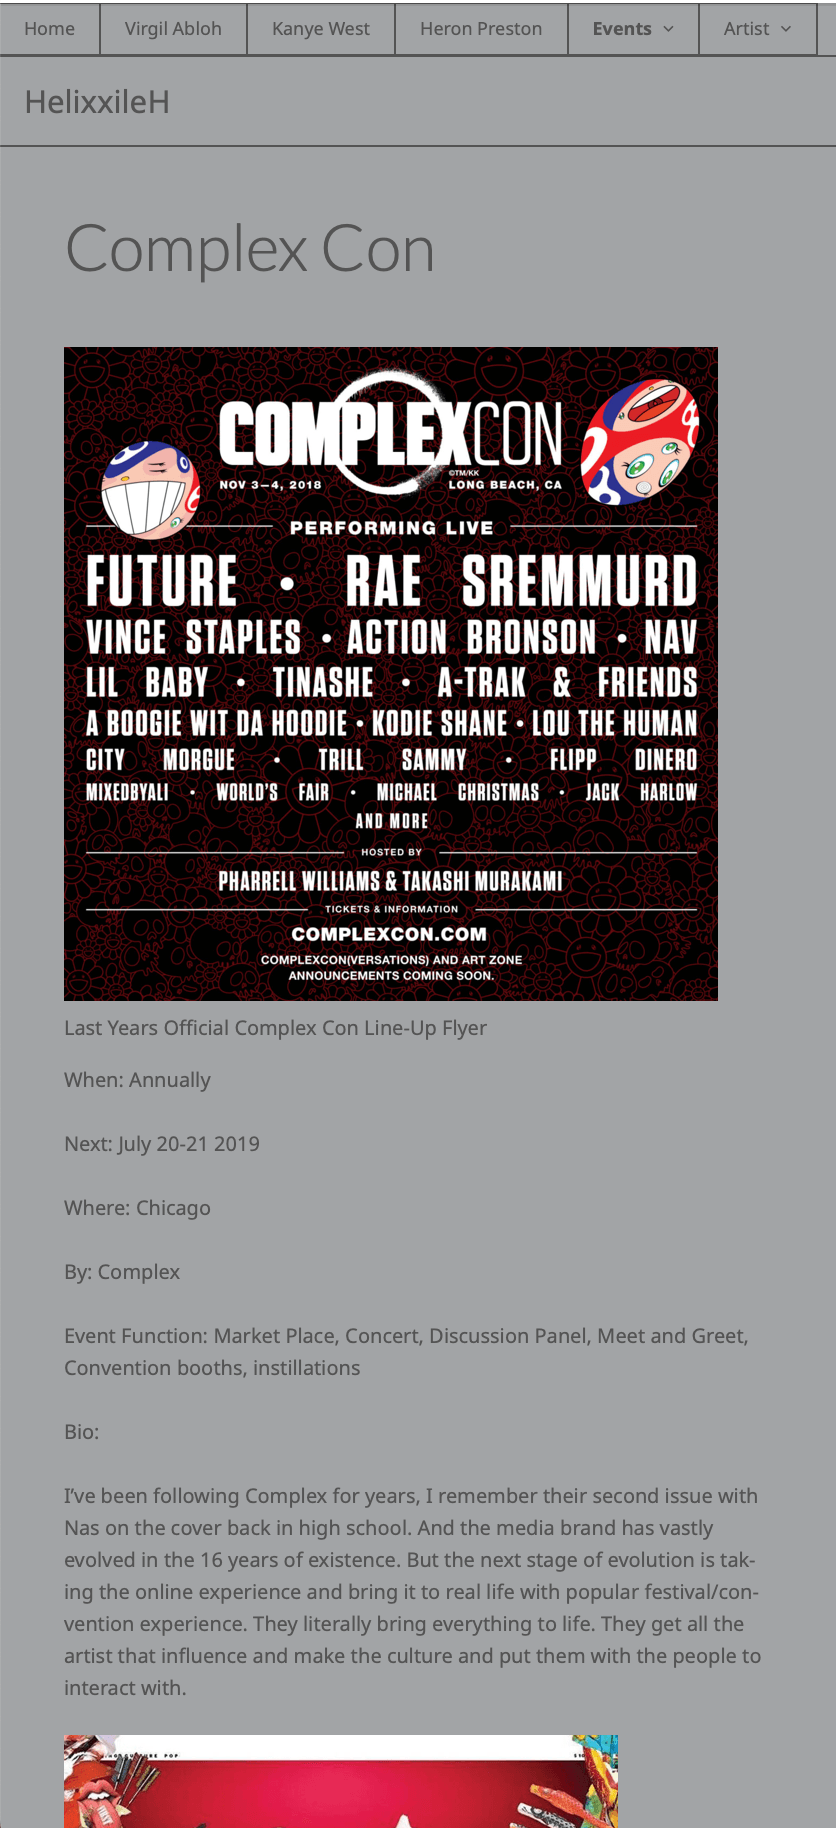 Home Virgil Abloh Kanye West Heron Preston Events Artist
HelixxileH
Complex Con
COMPLEXCON
©TM/KK
NOV 3–4, 2018 LONG BEACH, CA
PERFORMING LIVE
FUTURE • RAE SREMMURD
VINCE STAPLES • ACTION BRONSON • NAV
LIL BABY • TINASHE • A-TRAK & FRIENDS
A BOOGIE WIT DA HOODIE • KODIE SHANE • LOU THE HUMAN
CITY MORGUE • TRILL SAMMY • FLIPP DINERO
MIXEDBYALI • WORLD'S FAIR • MICHAEL CHRISTMAS • JACK HARLOW
AND MORE
HOSTED BY
PHARRELL WILLIAMS & TAKASHI MURAKAMI
TICKETS & INFORMATION
COMPLEXCON.COM
COMPLEXCON(VERSATIONS) AND ART ZONE
ANNOUNCEMENTS COMING SOON.
Last Years Official Complex Con Line-Up Flyer
When: Annually
Next: July 20-21 2019
Where: Chicago
By: Complex
Event Function: Market Place, Concert, Discussion Panel, Meet and Greet,
Convention booths, instillations
Bio:
I've been following Complex for years, I remember their second issue with
Nas on the cover back in high school. And the media brand has vastly
evolved in the 16 years of existence. But the next stage of evolution is tak-
ing the online experience and bring it to real life with popular festival/con-
vention experience. They literally bring everything to life. They get all the
artist that influence and make the culture and put them with the people to
interact with.
POP